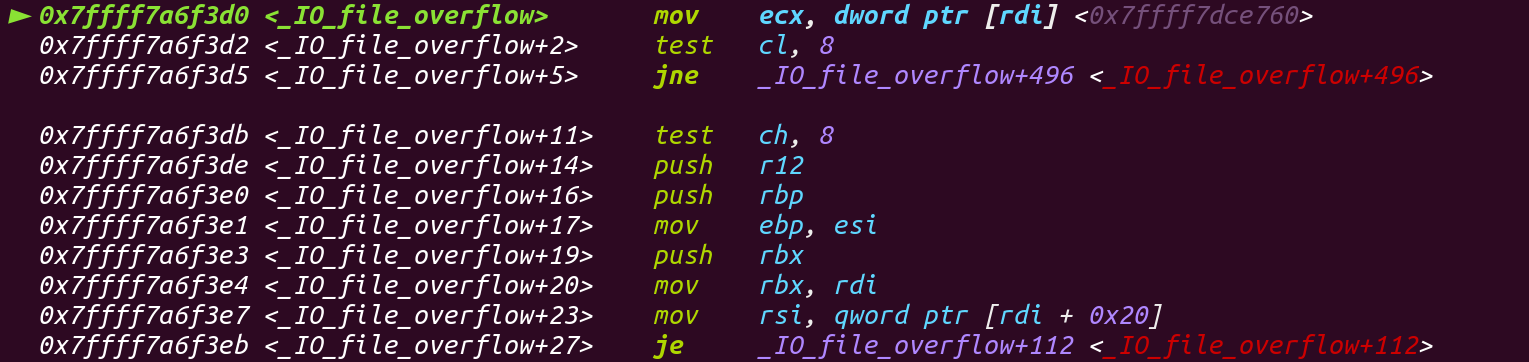 ► 0x7ffff7a6f3d0 <_IO_file_overflow> mov ecx, dword ptr [rdi] <0x7ffff7dce760>
0x7ffff7a6f3d2 <_IO_file_overflow+2> test cl, 8
0x7ffff7a6f3d5 <_IO_file_overflow+5> jne _IO_file_overflow+496 <_IO_file_overflow+496>
0x7ffff7a6f3db <_IO_file_overflow+11> test ch, 8
0x7ffff7a6f3de <_IO_file_overflow+14> push r12
0x7ffff7a6f3e0 <_IO_file_overflow+16> push rbp
0x7ffff7a6f3e1 <_IO_file_overflow+17> mov ebp, esi
0x7ffff7a6f3e3 <_IO_file_overflow+19> push rbx
0x7ffff7a6f3e4 <_IO_file_overflow+20> mov rbx, rdi
0x7ffff7a6f3e7 <_IO_file_overflow+23> mov rsi, qword ptr [rdi + 0x20]
0x7ffff7a6f3eb <_IO_file_overflow+27> je _IO_file_overflow+112 <_IO_file_overflow+112>